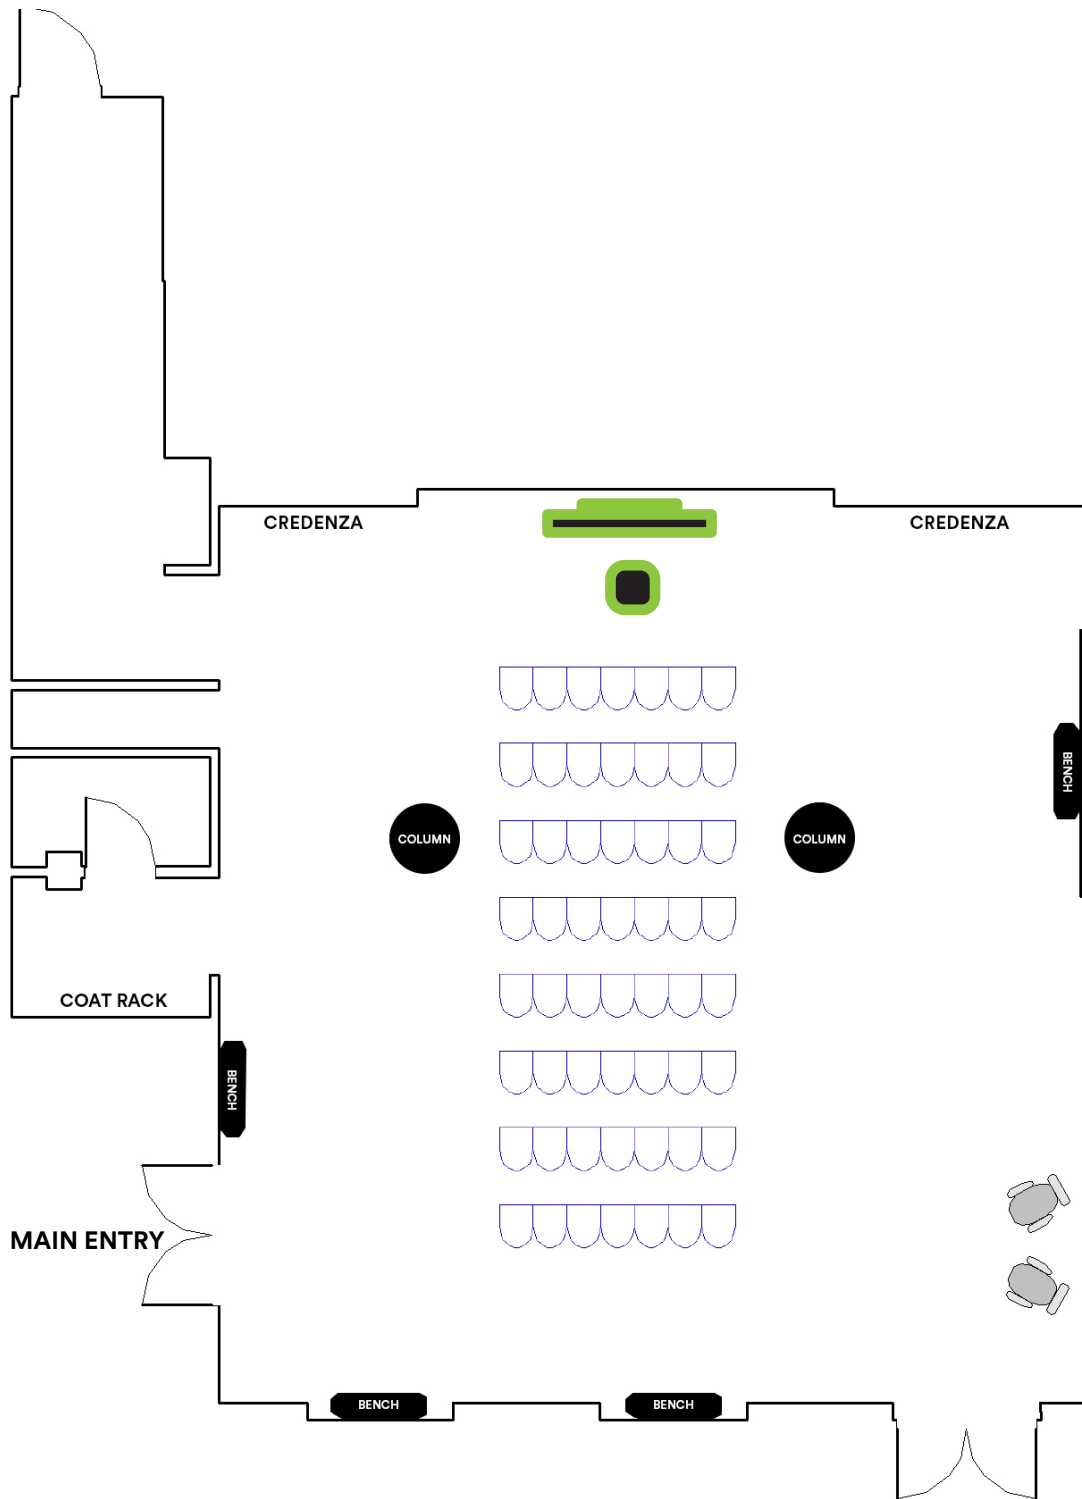 CREDENZA
CREDENZA
BENCH
COLUMN
COLUMN
COAT RACK
BENCH
MAIN ENTRY
BENCH
BENCH